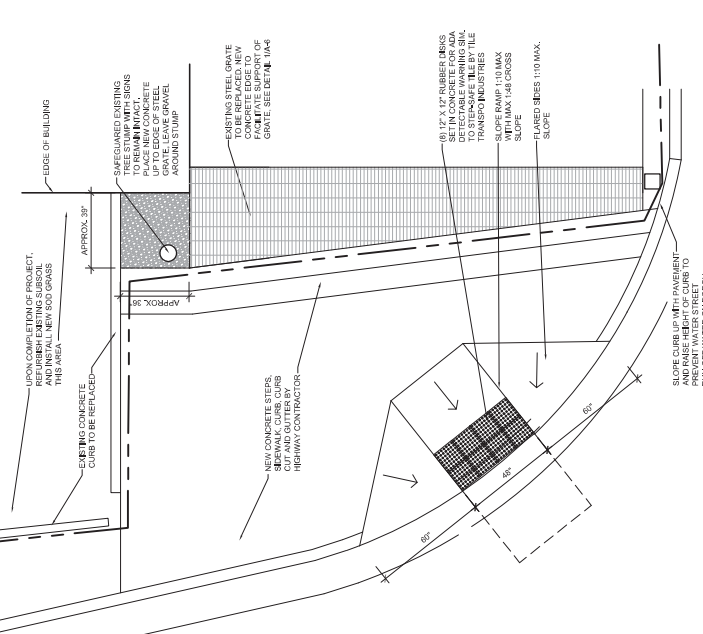 UPON COMPLETION OF PROJECT,
REFURBISH EXISTING SUBSOIL
AND INSTALL NEW SOD GRASS
THIS AREA
EDGE OF BUILDING
EXISTING CONCRETE
CURB TO BE REPLACED
APPROX. 39"
SAFEGUARED EXISTING
TREE STUMP WITH SIGNS
TO REMAIN INTACT.
PLACE NEW CONCRETE
UP TO EDGE OF STEEL
GRATE, LEAVE GRAVEL
AROUND STUMP
APPROX. 36"
EXISTING STEEL GRATE
TO BE REPLACED. NEW
CONCRETE EDGE TO
FACILITATE SUPPORT OF
GRATE. SEE DETAIL 1/A-6
NEW CONCRETE STEPS,
SIDEWALK, CURB, CURB
CUT AND GUTTER BY
HIGHWAY CONTRACTOR
(8) 12" X 12" RUBBER DISKS
SET IN CONCRETE FOR ADA
DETECTABLE WARNING SIM.
TO STEP-SAFE TILE BY TILE
TRANSPO INDUSTRIES
SLOPE RAMP 1:10 MAX
WITH MAX 1:48 CROSS
SLOPE
FLARED SIDES 1:10 MAX.
SLOPE
60"
48"
60"
SLOPE CURB UP WITH PAVEMENT
AND RAISE HEIGHT OF CURB TO
PREVENT WATER STREET